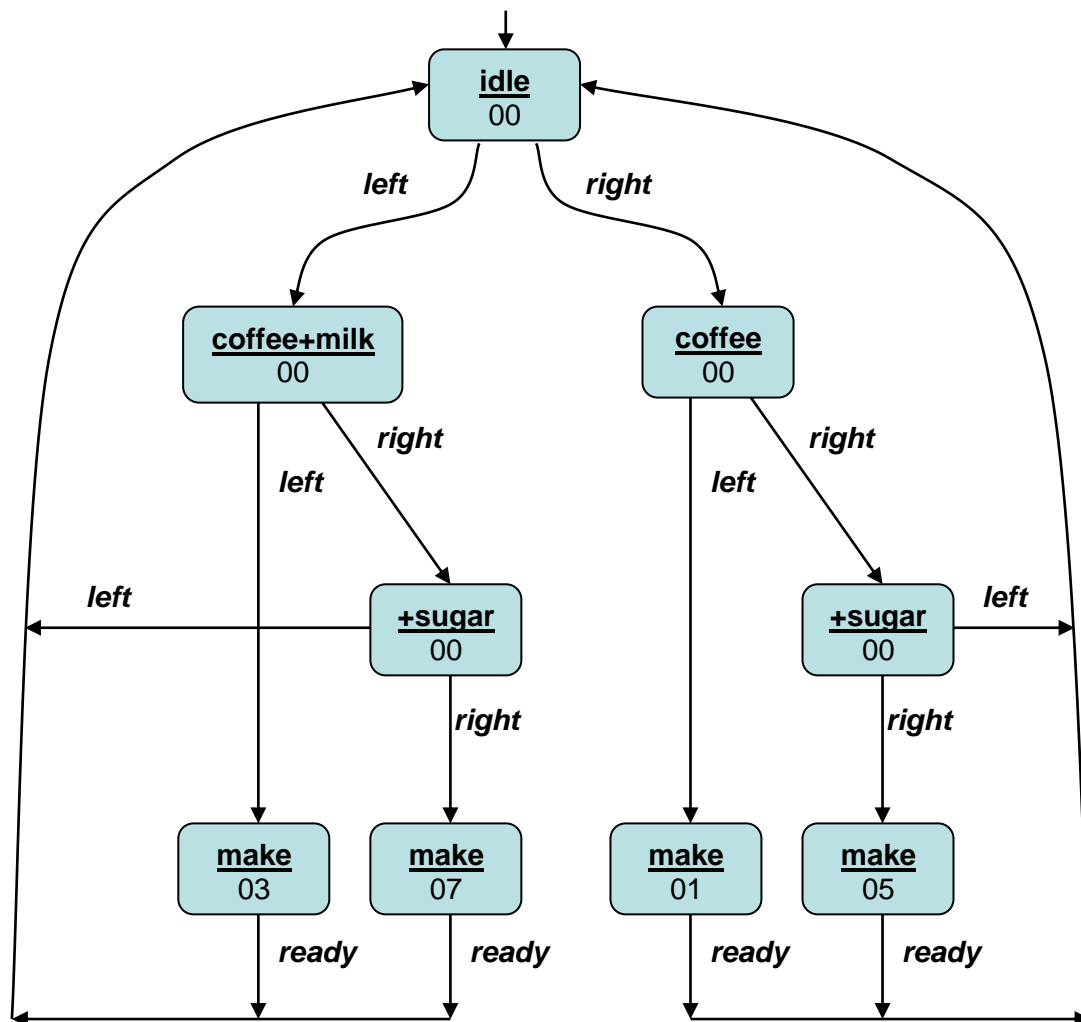 idle
00
left
right
coffee+milk
00
coffee
00
right
left
right
left
left
+sugar
00
+sugar
00
left
right
right
make
03
make
07
make
01
make
05
ready
ready
ready
ready